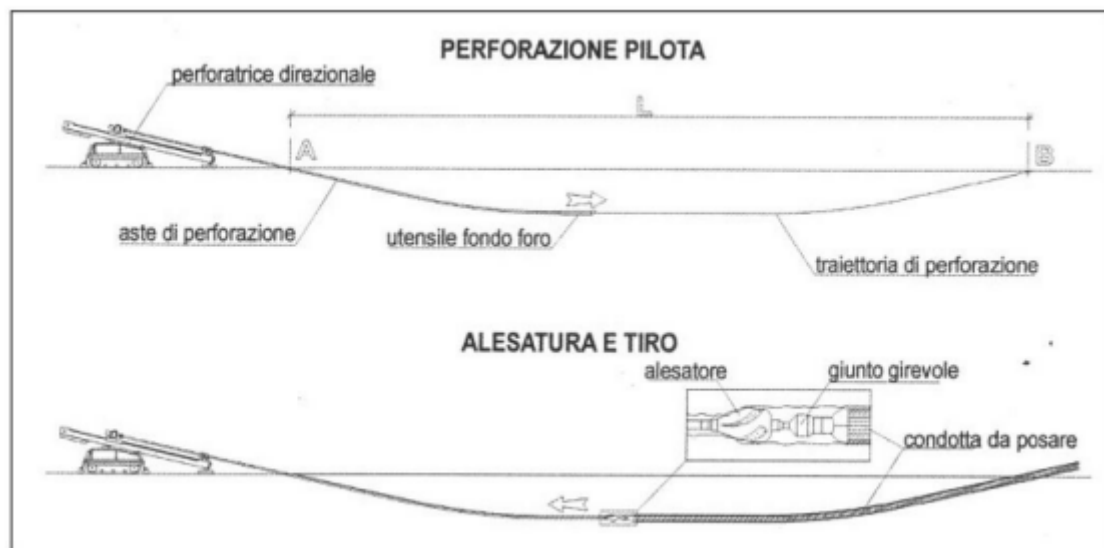 PERFORAZIONE PILOTA
perforatrice direzionale
L
A
B
aste di perforazione
utensile fondo foro
traiettoria di perforazione
ALESATURA E TIRO
alesatore
giunto girevole
condotta da posare